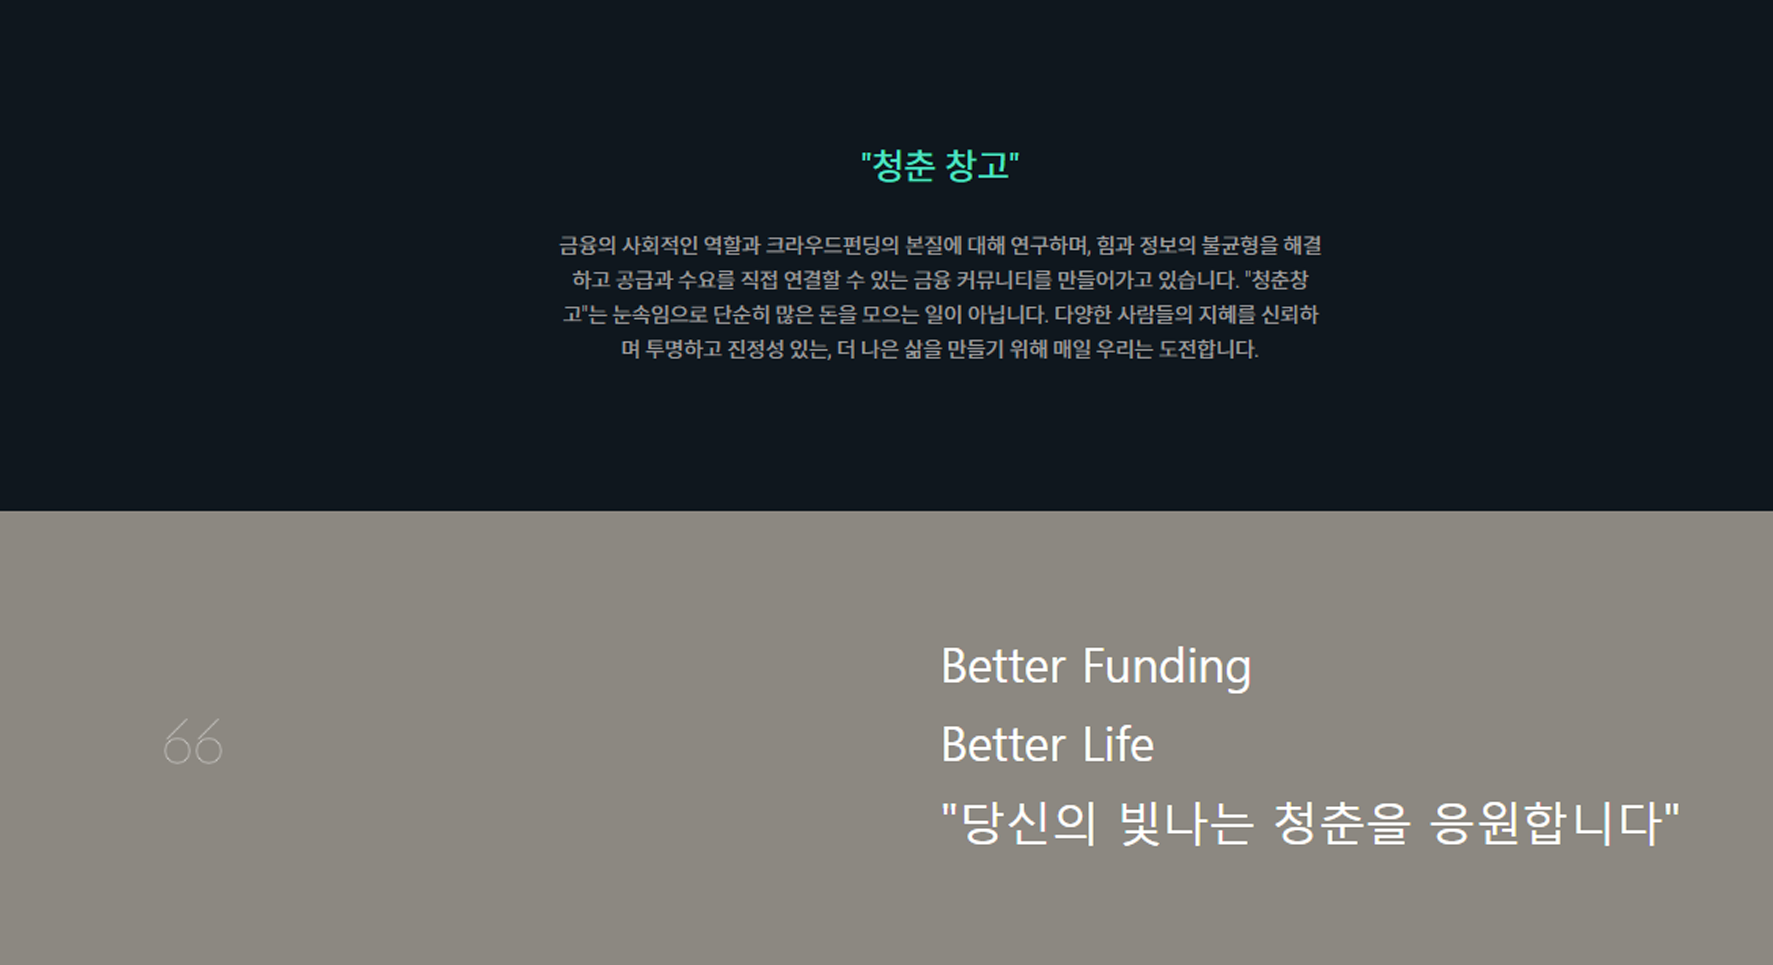 "청춘 창고"
금융의 사회적인 역할과 크라우드펀딩의 본질에 대해 연구하며, 힘과 정보의 불균형을 해결
하고 공급과 수요를 직접 연결할 수 있는 금융 커뮤니티를 만들어가고 있습니다. "청춘창
고"는 눈속임으로 단순히 많은 돈을 모으는 일이 아닙니다. 다양한 사람들의 지혜를 신뢰하
며 투명하고 진정성 있는, 더 나은 삶을 만들기 위해 매일 우리는 도전합니다.
“
Better Funding
Better Life
"당신의 빛나는 청춘을 응원합니다"